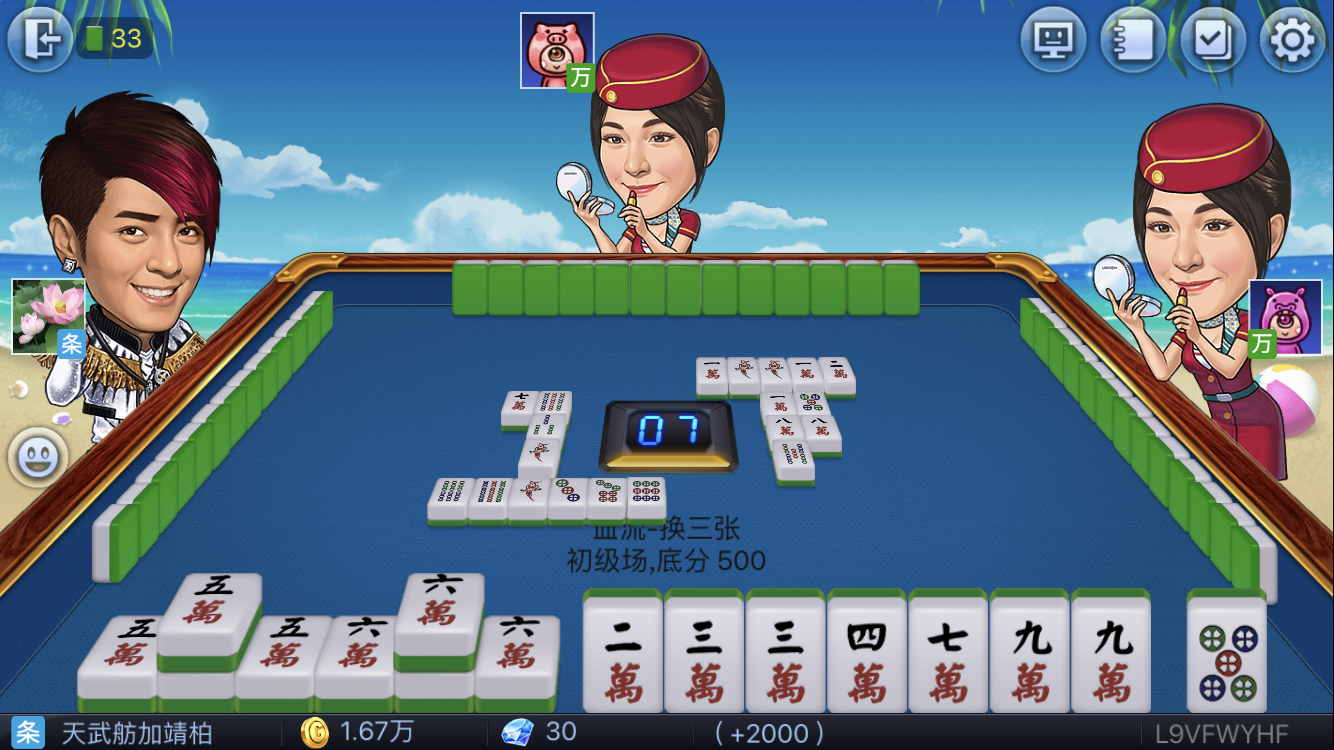 33
万
条
万
一 一 二
萬 萬 萬
七 一
萬 萬
07
八 八
萬 萬
血流-换三张
初级场,底分 500
五 五 五 六 六 六
萬 萬 萬 萬 萬 萬
二 三 三 四 七 九 九
萬 萬 萬 萬 萬 萬 萬
条 天武舫加靖柏 1.67万 30 (+2000) L9VFWYHF